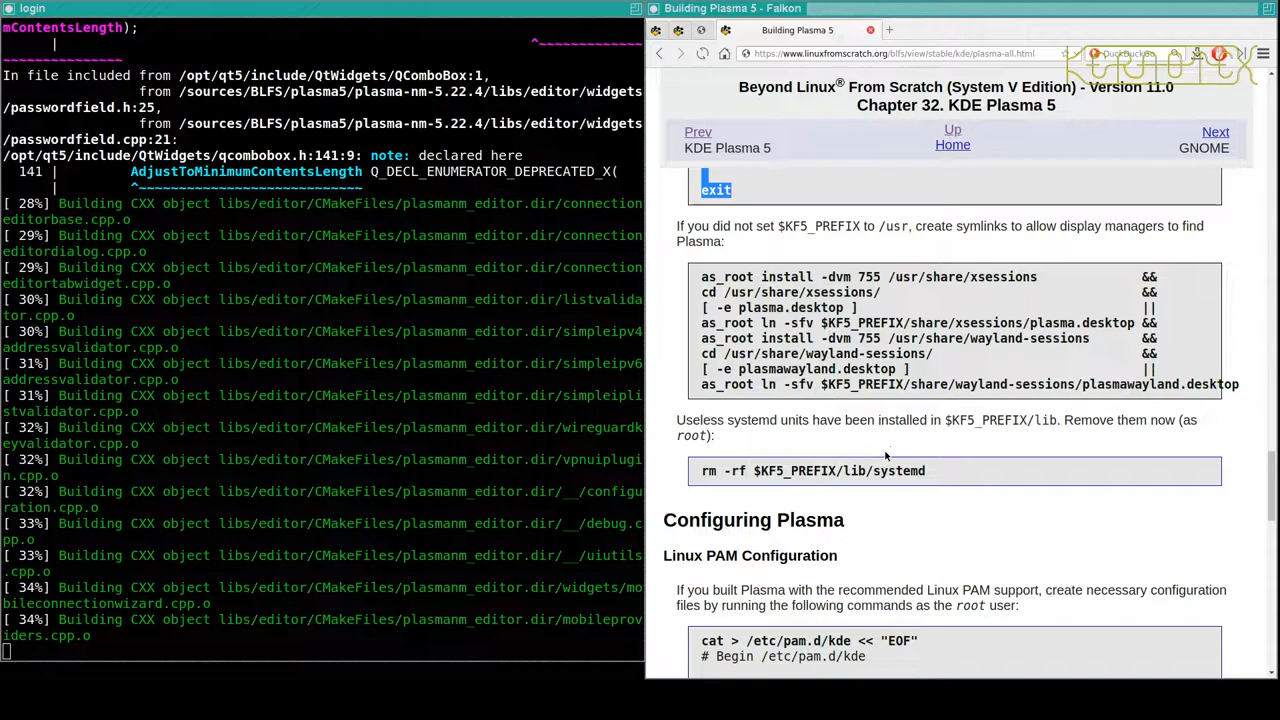 login
mContentsLength);
|
^~~~~~~~~~~~~~
~~~~~~~~~~~~~~~
In file included from /opt/qt5/include/QtWidgets/QComboBox:1,
from /sources/BLFS/plasma5/plasma-nm-5.22.4/libs/editor/widgets
/passwordfield.h:25,
from /sources/BLFS/plasma5/plasma-nm-5.22.4/libs/editor/widgets
/passwordfield.cpp:21:
/opt/qt5/include/QtWidgets/qcombobox.h:141:9: note: declared here
141 | AdjustToMinimumContentsLength Q_DECL_ENUMERATOR_DEPRECATED_X(
| ^~~~~~~~~~~~~~~~~~~~~~~~~~~~~
[ 28%] Building CXX object libs/editor/CMakeFiles/plasmanm_editor.dir/connection
editorbase.cpp.o
[ 29%] Building CXX object libs/editor/CMakeFiles/plasmanm_editor.dir/connection
editordialog.cpp.o
[ 29%] Building CXX object libs/editor/CMakeFiles/plasmanm_editor.dir/connection
editortabwidget.cpp.o
[ 30%] Building CXX object libs/editor/CMakeFiles/plasmanm_editor.dir/listvalida
tor.cpp.o
[ 30%] Building CXX object libs/editor/CMakeFiles/plasmanm_editor.dir/simpleipv4
addressvalidator.cpp.o
[ 31%] Building CXX object libs/editor/CMakeFiles/plasmanm_editor.dir/simpleipv6
addressvalidator.cpp.o
[ 31%] Building CXX object libs/editor/CMakeFiles/plasmanm_editor.dir/simpleipli
stvalidator.cpp.o
[ 32%] Building CXX object libs/editor/CMakeFiles/plasmanm_editor.dir/wireguardk
eyvalidator.cpp.o
[ 32%] Building CXX object libs/editor/CMakeFiles/plasmanm_editor.dir/vpnuiplugi
n.cpp.o
[ 32%] Building CXX object libs/editor/CMakeFiles/plasmanm_editor.dir/__/configu
ration.cpp.o
[ 33%] Building CXX object libs/editor/CMakeFiles/plasmanm_editor.dir/__/debug.c
pp.o
[ 33%] Building CXX object libs/editor/CMakeFiles/plasmanm_editor.dir/__/uiutils
.cpp.o
[ 34%] Building CXX object libs/editor/CMakeFiles/plasmanm_editor.dir/widgets/mo
bileconnectionwizard.cpp.o
[ 34%] Building CXX object libs/editor/CMakeFiles/plasmanm_editor.dir/mobileprov
iders.cpp.o
Building Plasma 5 - Falkon
Building Plasma 5
https://www.linuxfromscratch.org/blfs/view/stable/kde/plasma-all.html
DuckDuckGo
KERNOTEX
Beyond Linux® From Scratch (System V Edition) - Version 11.0
Chapter 32. KDE Plasma 5
Prev Up Next
KDE Plasma 5 Home GNOME
exit
If you did not set $KF5_PREFIX to /usr, create symlinks to allow display managers to find
Plasma:
as_root install -dvm 755 /usr/share/xsessions &&
cd /usr/share/xsessions/ &&
[ -e plasma.desktop ] ||
as_root ln -sfv $KF5_PREFIX/share/xsessions/plasma.desktop &&
as_root install -dvm 755 /usr/share/wayland-sessions &&
cd /usr/share/wayland-sessions/ &&
[ -e plasmawayland.desktop ] ||
as_root ln -sfv $KF5_PREFIX/share/wayland-sessions/plasmawayland.desktop
Useless systemd units have been installed in $KF5_PREFIX/lib. Remove them now (as
root):
rm -rf $KF5_PREFIX/lib/systemd
Configuring Plasma
Linux PAM Configuration
If you built Plasma with the recommended Linux PAM support, create necessary configuration
files by running the following commands as the root user:
cat > /etc/pam.d/kde << "EOF"
# Begin /etc/pam.d/kde